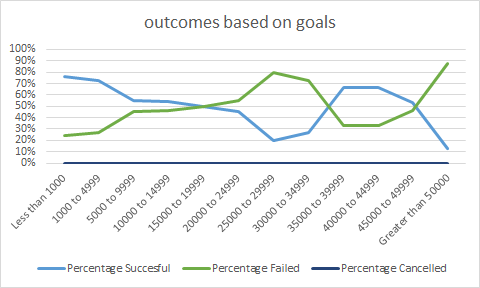 outcomes based on goals
100%
90%
80%
70%
60%
50%
40%
30%
20%
10%
0%
Less than 1000
1000 to 4999
5000 to 9999
10000 to 14999
15000 to 19999
20000 to 24999
25000 to 29999
30000 to 34999
35000 to 39999
40000 to 44999
45000 to 49999
Greater than 50000
Percentage Succesful Percentage Failed Percentage Cancelled